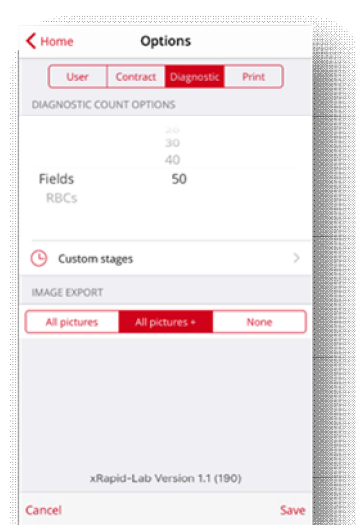 Home Options
User Contract Diagnostic Print
DIAGNOSTIC COUNT OPTIONS
30
40
Fields 50
RBCs
Custom stages
IMAGE EXPORT
All pictures All pictures + None
xRapid-Lab Version 1.1 (190)
Cancel Save